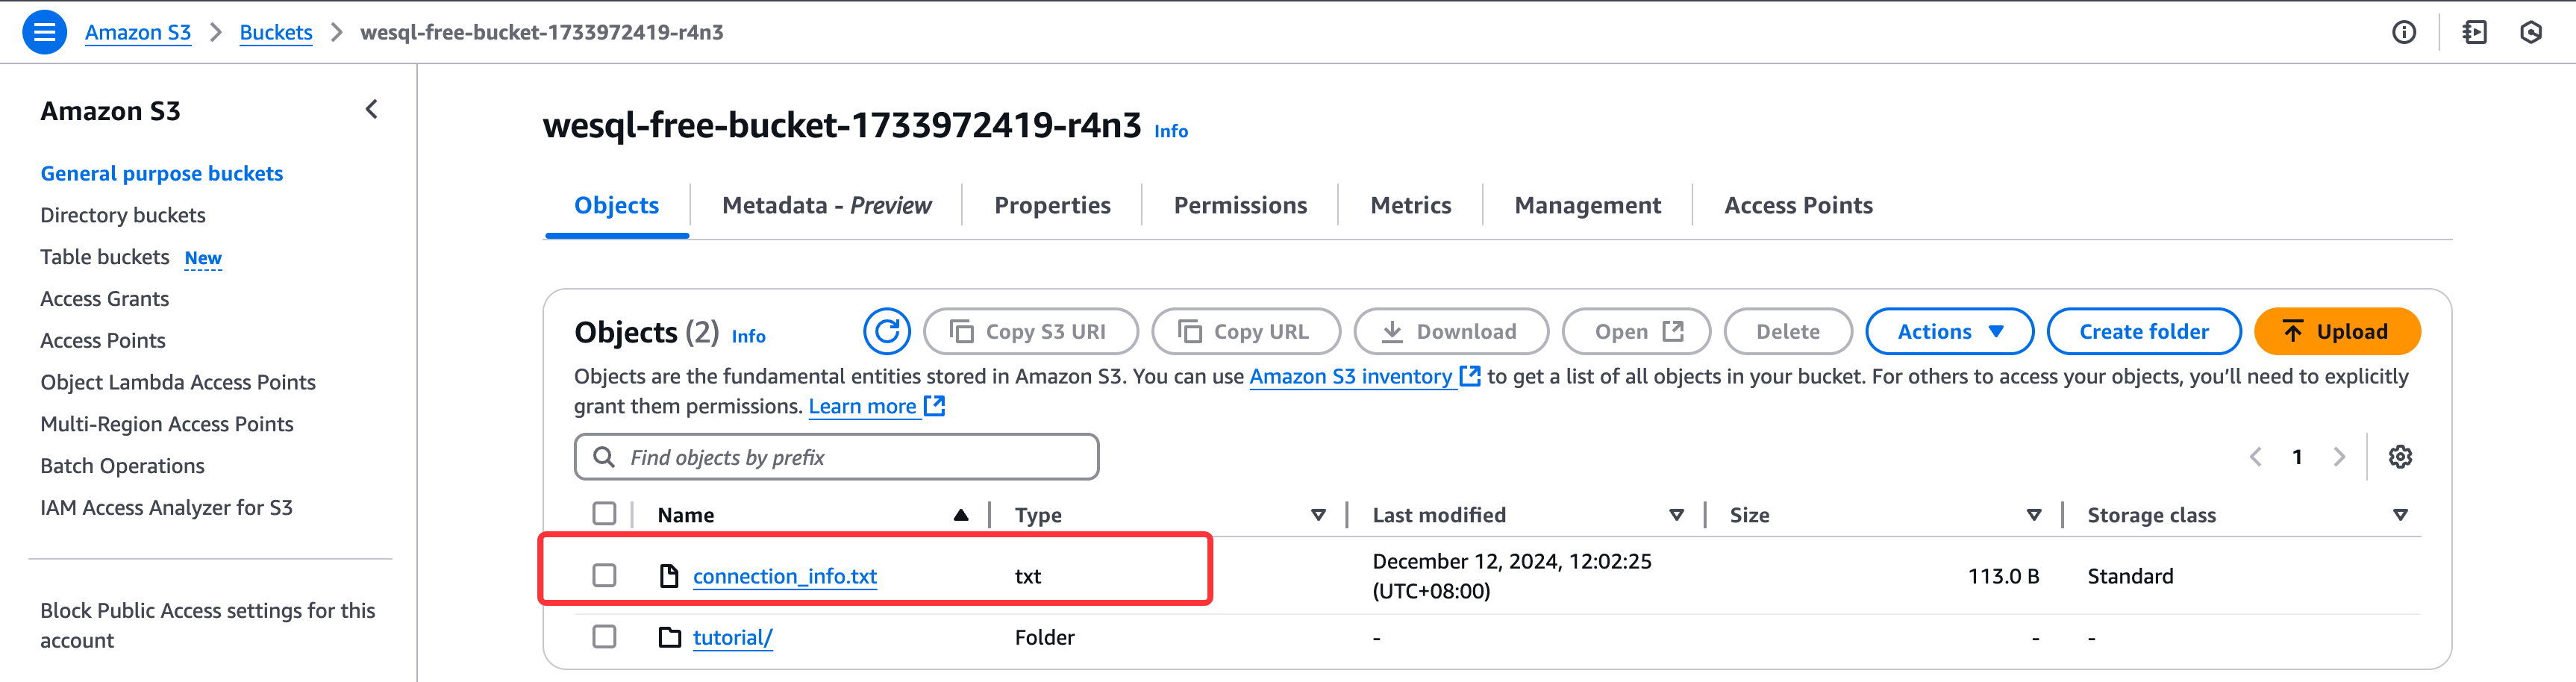 Amazon S3 > Buckets > wesql-free-bucket-1733972419-r4n3
Amazon S3
General purpose buckets
Directory buckets
Table buckets New
Access Grants
Access Points
Object Lambda Access Points
Multi-Region Access Points
Batch Operations
IAM Access Analyzer for S3
Block Public Access settings for this
account
wesql-free-bucket-1733972419-r4n3 Info
Objects Metadata - Preview Properties Permissions Metrics Management Access Points
Objects (2) Info Copy S3 URI Copy URL Download Open Delete Actions Create folder Upload
Objects are the fundamental entities stored in Amazon S3. You can use Amazon S3 inventory to get a list of all objects in your bucket. For others to access your objects, you’ll need to explicitly
grant them permissions. Learn more
Find objects by prefix
1
Name Type Last modified Size Storage class
connection_info.txt txt December 12, 2024, 12:02:25 113.0 B Standard
(UTC+08:00)
tutorial/ Folder - - -